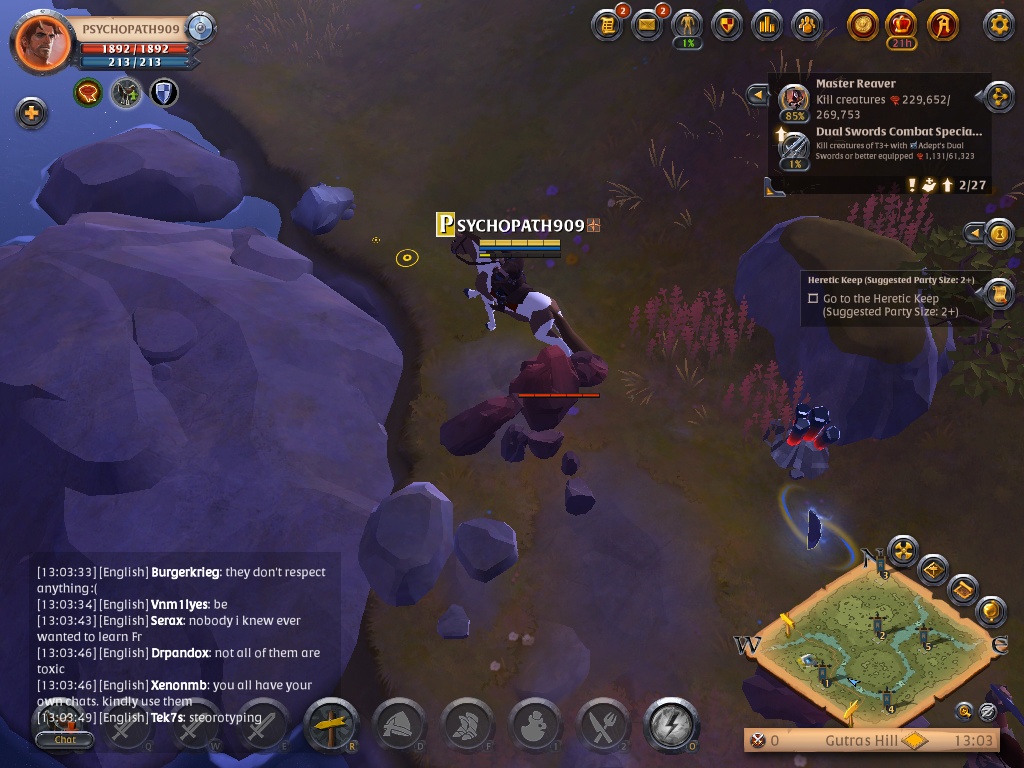 PSYCHOPATH909
1892 / 1892
213 / 213
2
2
1%
21h
Master Reaver
Kill creatures 229,652/
269,753
85%
Dual Swords Combat Specia...
Kill creatures of T3+ with Adept's Dual
Swords or better equipped 1,131/61,323
1%
2/27
PSYCHOPATH909
Heretic Keep (Suggested Party Size: 2+)
Go to the Heretic Keep
(Suggested Party Size: 2+)
[13:03:33] [English] Burgerkrieg: they don't respect
anything :(
[13:03:34] [English] Vnm1lyes: be
[13:03:43] [English] Serax: nobody i knew ever
wanted to learn Fr
[13:03:46] [English] Drpandox: not all of them are
toxic
[13:03:46] [English] Xenonmb: you all have your
own chats. kindly use them
[13:03:49] [English] Tek7s: steorotyping
Chat
Q
W
E
R
D
F
1
2
O
N
W
E
3
2
5
1
4
0
Gutras Hill
13:03